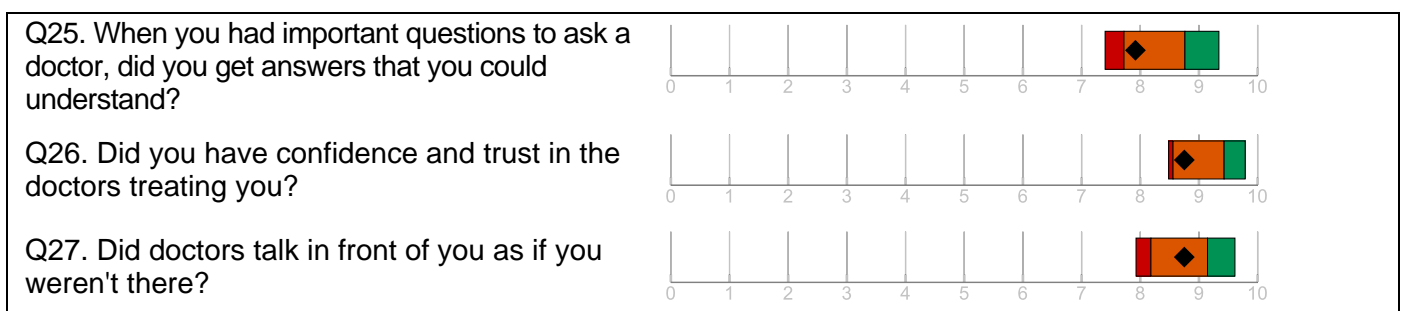 Q25. When you had important questions to ask a
doctor, did you get answers that you could
understand?
0 1 2 3 4 5 6 7 8 9 10
Q26. Did you have confidence and trust in the
doctors treating you?
0 1 2 3 4 5 6 7 8 9 10
Q27. Did doctors talk in front of you as if you
weren't there?
0 1 2 3 4 5 6 7 8 9 10